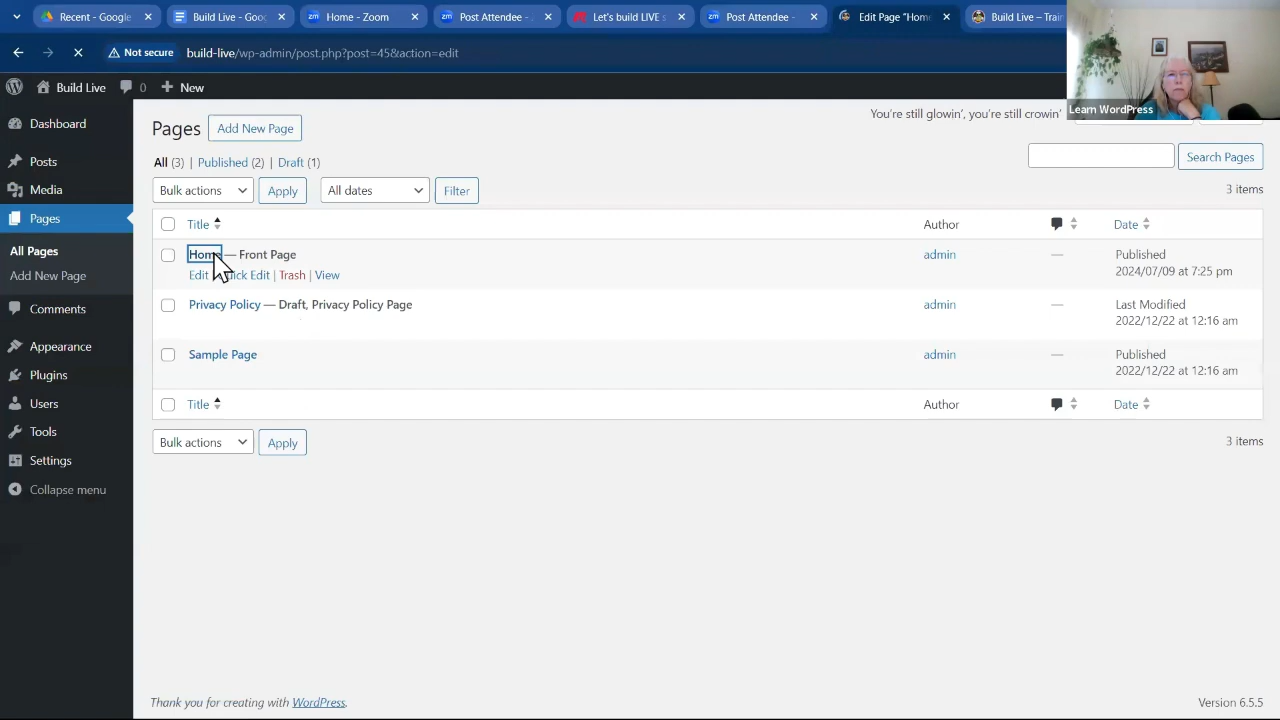 Recent - Google
Build Live - Goo
Home - Zoom
Post Attendee -
Let's build LIVE s
Post Attendee -
Edit Page "Home
Build Live – Train
Not secure
build-live/wp-admin/post.php?post=45&action=edit
Learn WordPress
Build Live
0
New
Dashboard
Posts
Media
Pages
All Pages
Add New Page
Comments
Appearance
Plugins
Users
Tools
Settings
Collapse menu
Pages
Add New Page
You're still glowin', you're still crowin'
All (3) | Published (2) | Draft (1)
Search Pages
Bulk actions
Apply
All dates
Filter
3 items
Title
Author
Date
Home — Front Page
admin
—
Published
2024/07/09 at 7:25 pm
Edit | Quick Edit | Trash | View
Privacy Policy — Draft, Privacy Policy Page
admin
—
Last Modified
2022/12/22 at 12:16 am
Sample Page
admin
—
Published
2022/12/22 at 12:16 am
Title
Author
Date
Bulk actions
Apply
3 items
Thank you for creating with WordPress.
Version 6.5.5